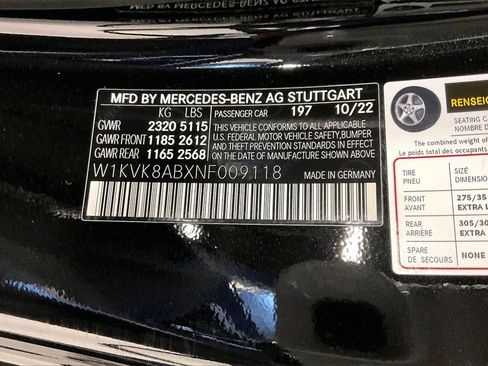 MFD BY MERCEDES-BENZ AG STUTTGART
KG LBS PASSENGER CAR 197 10/22
GWR 2320 5115
GAWR FRONT 1185 2612
GAWR REAR 1165 2568
THIS VEHICLE CONFORMS TO ALL APPLICABLE
U.S. FEDERAL MOTOR VEHICLE SAFETY, BUMPER
AND THEFT PREVENTION STANDARDS IN EFFECT
ON THE DATE OF MANUFACTURE SHOWN ABOVE
W1KVK8ABXNF009118 MADE IN GERMANY
RENSEIGN
SEATING CA
NOMBRE D
The combined weight of
Le poids total des occupants
TIRE
PNEU
SIZE
DIMENSION
FRONT
AVANT
275/35
EXTRA L
REAR
ARRIÈRE
305/30
EXTRA
SPARE
DE SECOURS
NONE